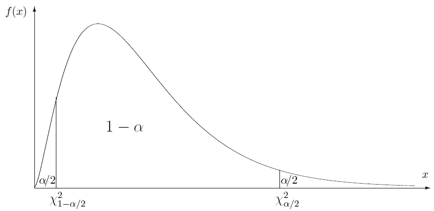 f(x)
1 − α
α/2
α/2
x
χ²₁₋α/₂
χ²α/₂